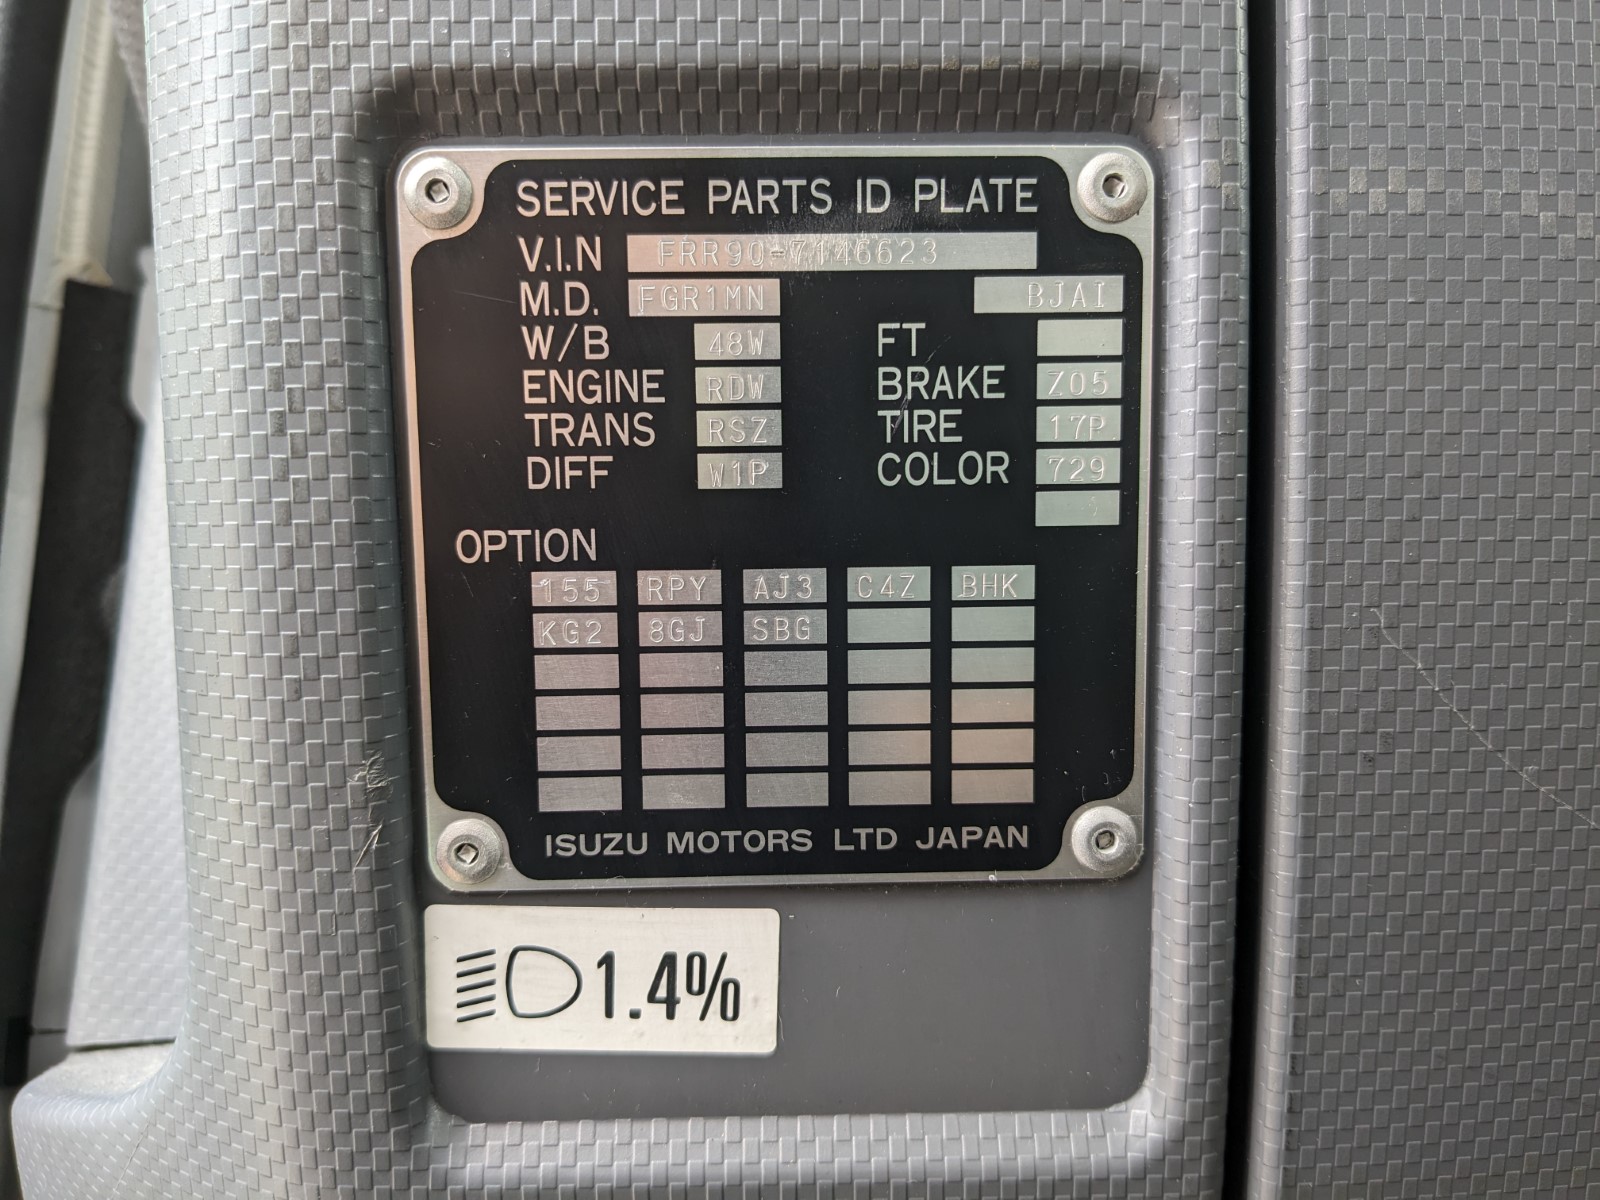 SERVICE PARTS ID PLATE
V.I.N FRR90-7146623
M.D. FGR1MN BJAI
W/B 48W FT
ENGINE RDW BRAKE Z05
TRANS RSZ TIRE 17P
DIFF W1P COLOR 729
OPTION
155 RPY AJ3 C4Z BHK
KG2 8GJ SBG
ISUZU MOTORS LTD JAPAN
1.4%